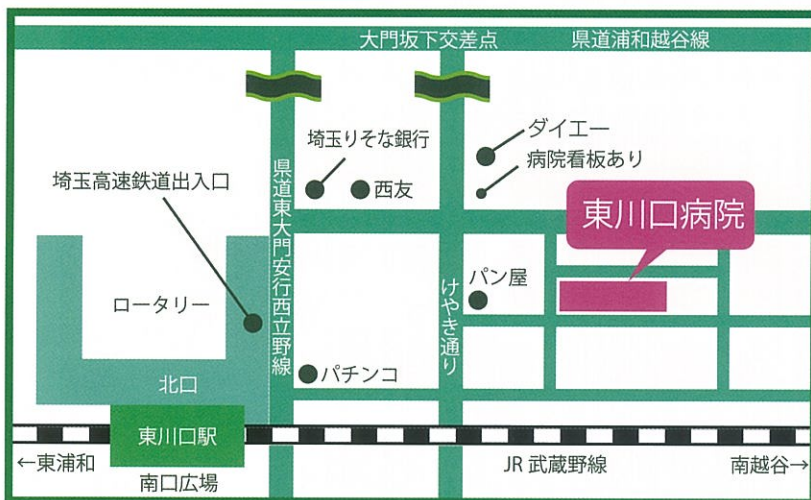 大門坂下交差点
県道浦和越谷線
ダイエー
埼玉りそな銀行
病院看板あり
埼玉高速鉄道出入口
西友
県道東大門安行西立野線
東川口病院
けやき通り
パン屋
ロータリー
パチンコ
北口
東川口駅
←東浦和
JR 武蔵野線
南越谷→
南口広場